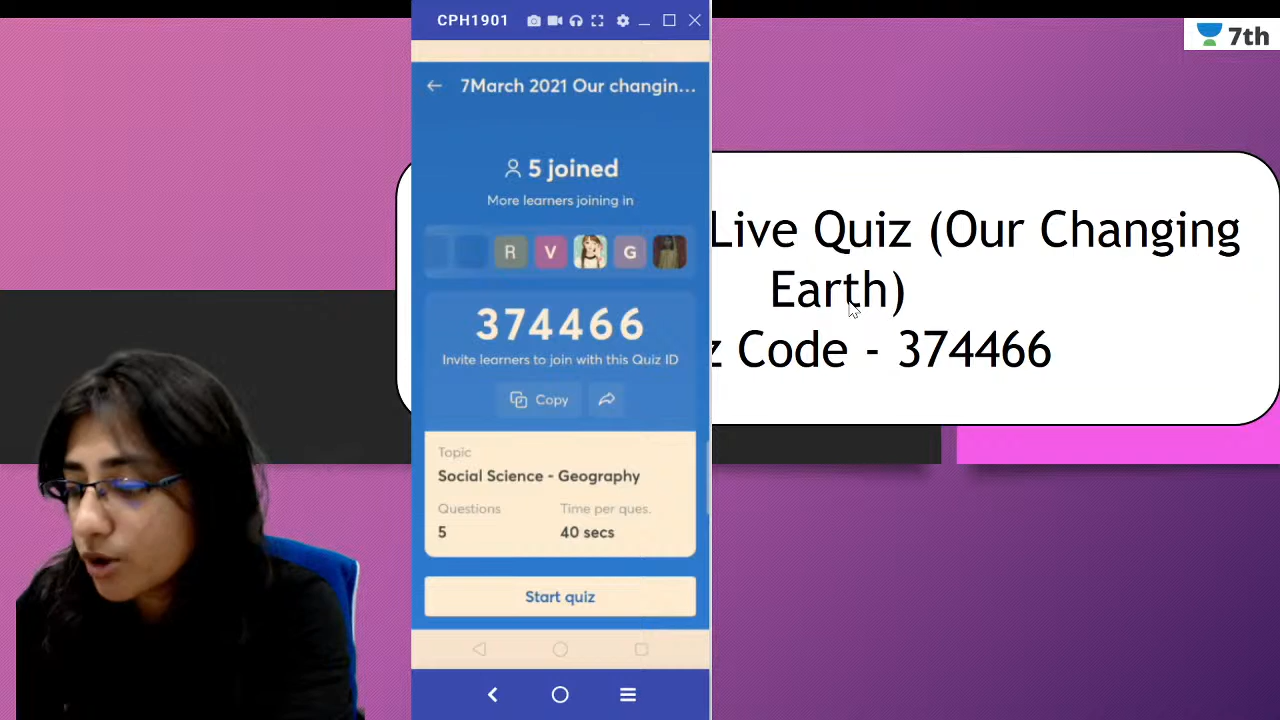 CPH1901
7th
7March 2021 Our changin...
5 joined
More learners joining in
R V G
Live Quiz (Our Changing
Earth)
Code - 374466
374466
Invite learners to join with this Quiz ID
Copy
Topic
Social Science - Geography
Questions
Time per ques.
5
40 secs
Start quiz